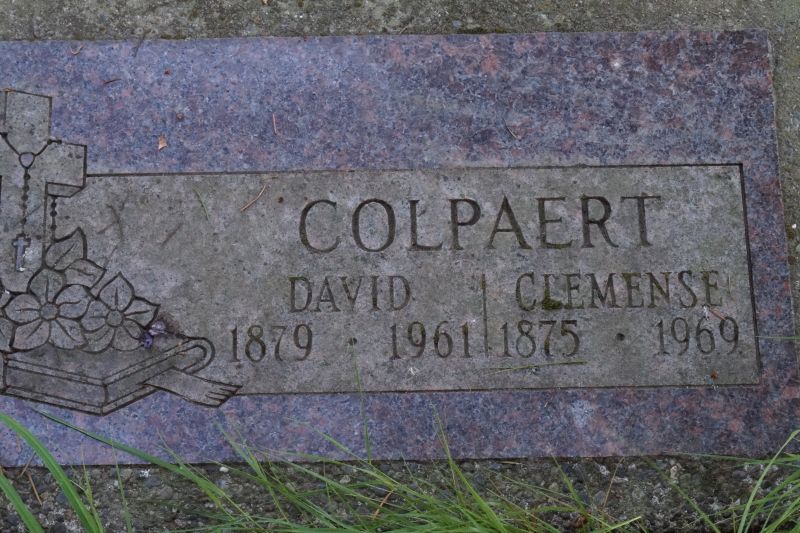 COLPAERT
DAVID CLEMENSE
1879 · 1961 1875 · 1969